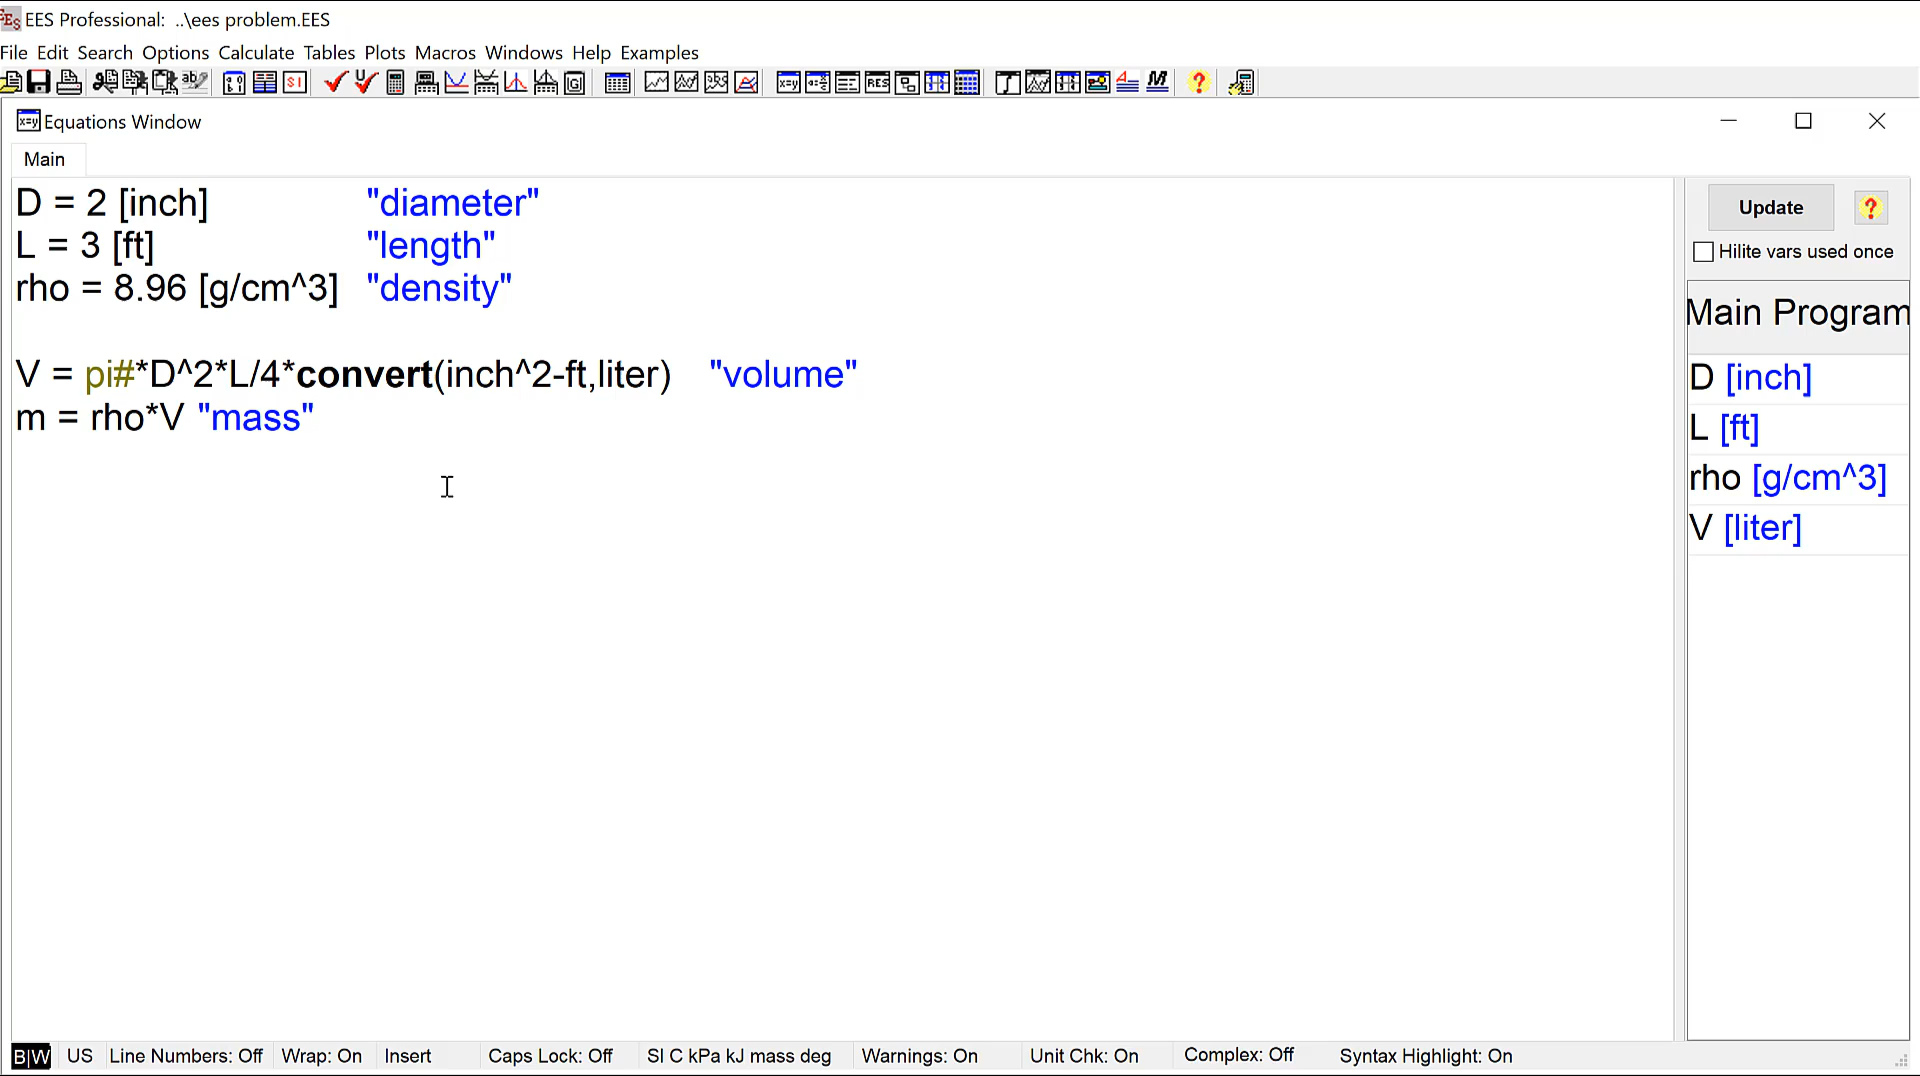 EES Professional: ..\ees problem.EES
File Edit Search Options Calculate Tables Plots Macros Windows Help Examples
Equations Window
Main
D = 2 [inch] "diameter"
L = 3 [ft] "length"
rho = 8.96 [g/cm^3] "density"
V = pi#*D^2*L/4*convert(inch^2-ft,liter) "volume"
m = rho*V "mass"
Update
Hilite vars used once
Main Program
D [inch]
L [ft]
rho [g/cm^3]
V [liter]
B|W US Line Numbers: Off Wrap: On Insert Caps Lock: Off SI C kPa kJ mass deg Warnings: On Unit Chk: On Complex: Off Syntax Highlight: On